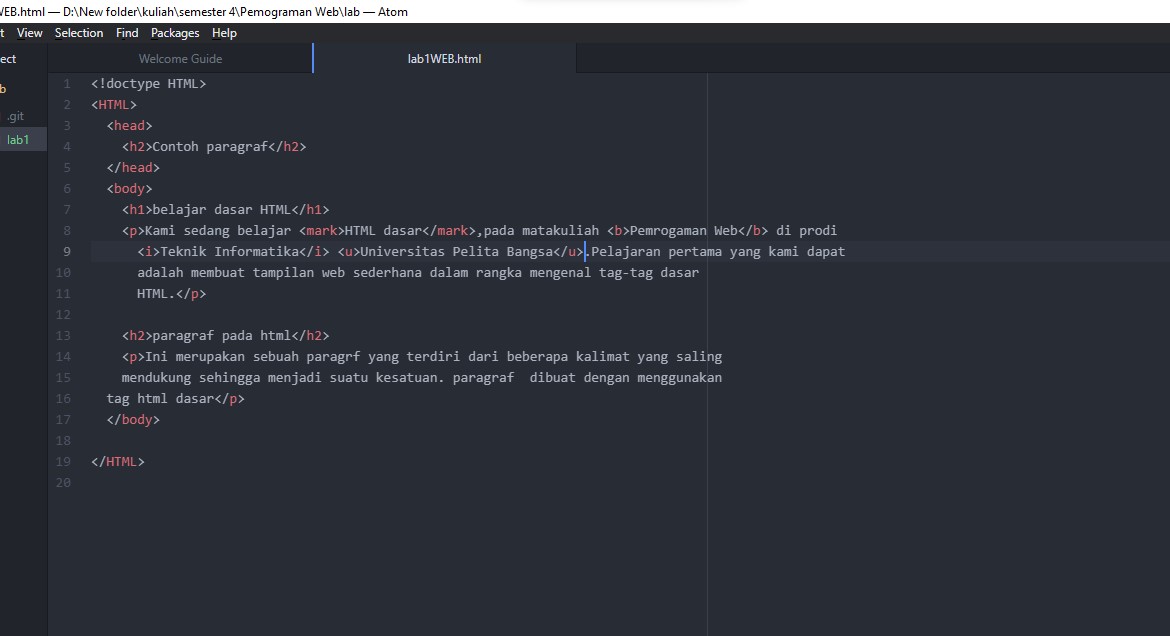 WEB.html — D:\New folder\kuliah\semester 4\Pemograman Web\lab — Atom
t View Selection Find Packages Help
ect
Welcome Guide
lab1WEB.html
b
.git
lab1
1 <!doctype HTML>
2 <HTML>
3 <head>
4 <h2>Contoh paragraf</h2>
5 </head>
6 <body>
7 <h1>belajar dasar HTML</h1>
8 <p>Kami sedang belajar <mark>HTML dasar</mark>,pada matakuliah <b>Pemrogaman Web</b> di prodi
9 <i>Teknik Informatika</i> <u>Universitas Pelita Bangsa</u>.Pelajaran pertama yang kami dapat
10 adalah membuat tampilan web sederhana dalam rangka mengenal tag-tag dasar
11 HTML.</p>
12
13 <h2>paragraf pada html</h2>
14 <p>Ini merupakan sebuah paragrf yang terdiri dari beberapa kalimat yang saling
15 mendukung sehingga menjadi suatu kesatuan. paragraf  dibuat dengan menggunakan
16 tag html dasar</p>
17 </body>
18
19 </HTML>
20